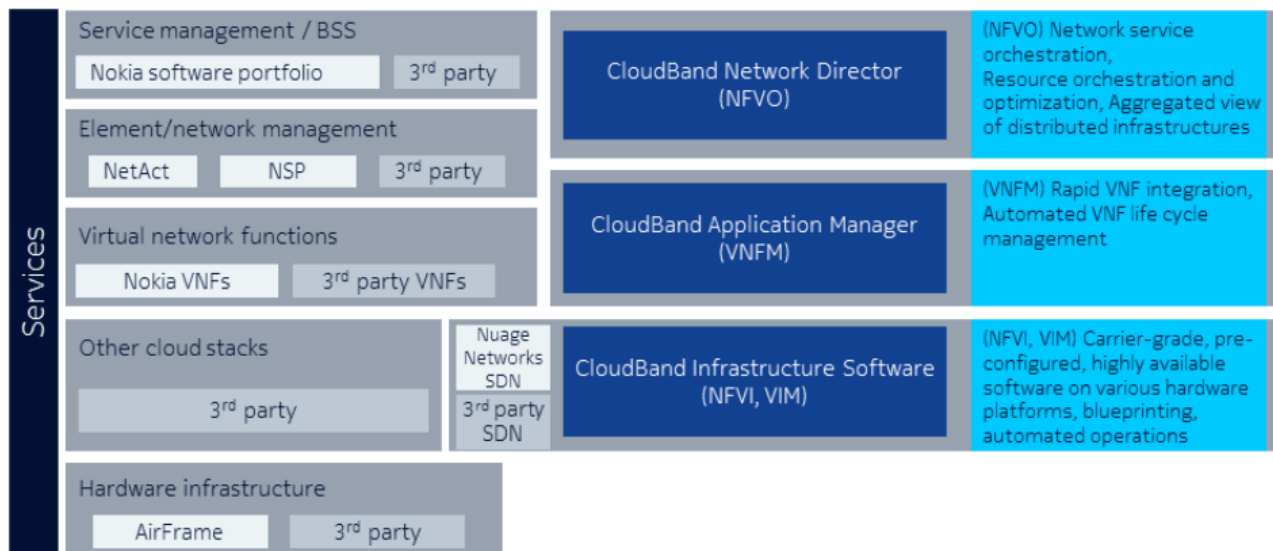 Services
Service management / BSS
Nokia software portfolio
3rd party
Element/network management
NetAct
NSP
3rd party
Virtual network functions
Nokia VNFs
3rd party VNFs
Other cloud stacks
3rd party
Nuage
Networks
SDN
3rd party
SDN
Hardware infrastructure
AirFrame
3rd party
CloudBand Network Director
(NFVO)
(NFVO) Network service
orchestration,
Resource orchestration and
optimization, Aggregated view
of distributed infrastructures
CloudBand Application Manager
(VNFM)
(VNFM) Rapid VNF integration,
Automated VNF life cycle
management
CloudBand Infrastructure Software
(NFVI, VIM)
(NFVI, VIM) Carrier-grade, pre-
configured, highly available
software on various hardware
platforms, blueprinting,
automated operations